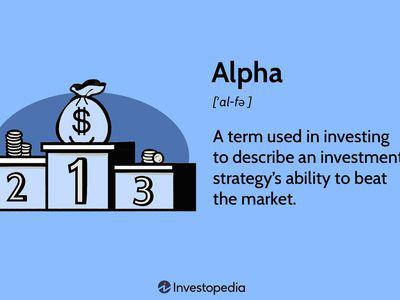 Alpha
['al-fə ]
A term used in investing
to describe an investment
strategy's ability to beat
the market.
$
2 1 3
Investopedia